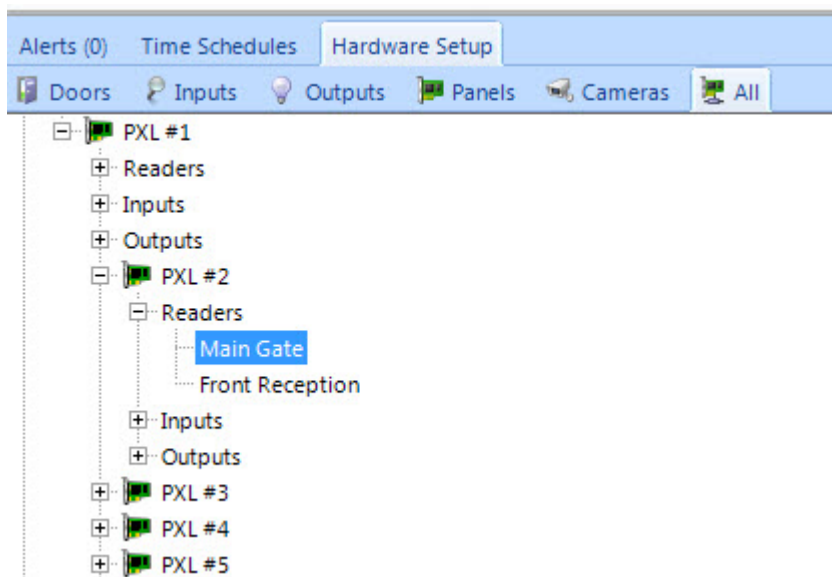 Alerts (0) Time Schedules Hardware Setup
Doors Inputs Outputs Panels Cameras All
PXL #1
Readers
Inputs
Outputs
PXL #2
Readers
Main Gate
Front Reception
Inputs
Outputs
PXL #3
PXL #4
PXL #5